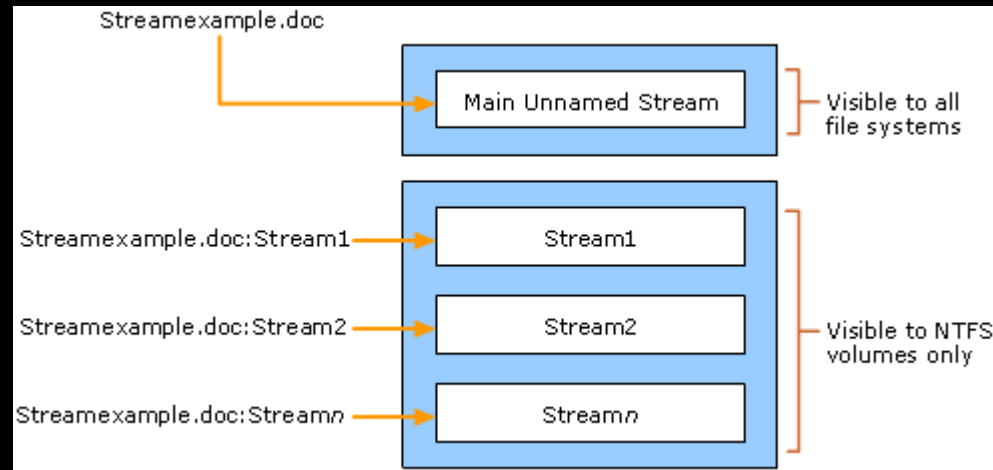 Streamexample.doc
Main Unnamed Stream
Visible to all
file systems
Streamexample.doc:Stream1
Stream1
Streamexample.doc:Stream2
Stream2
Visible to NTFS
volumes only
Streamexample.doc:Streamn
Streamn